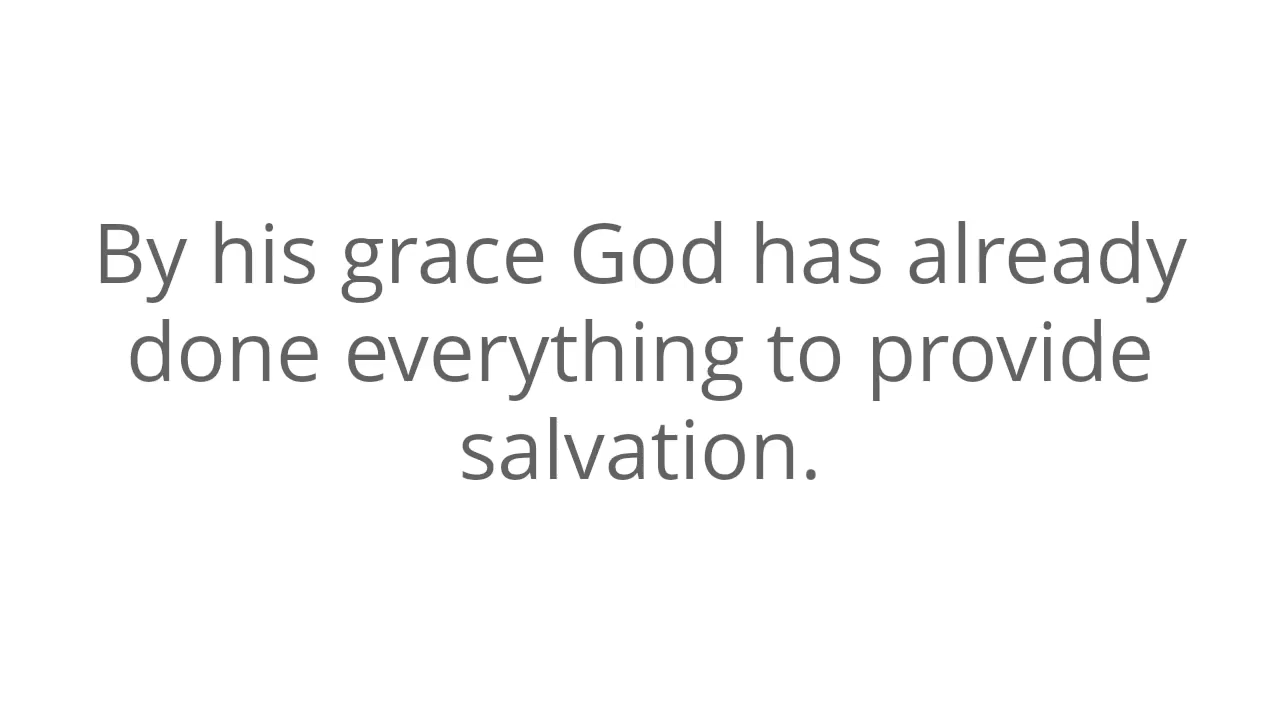 By his grace God has already
done everything to provide
salvation.